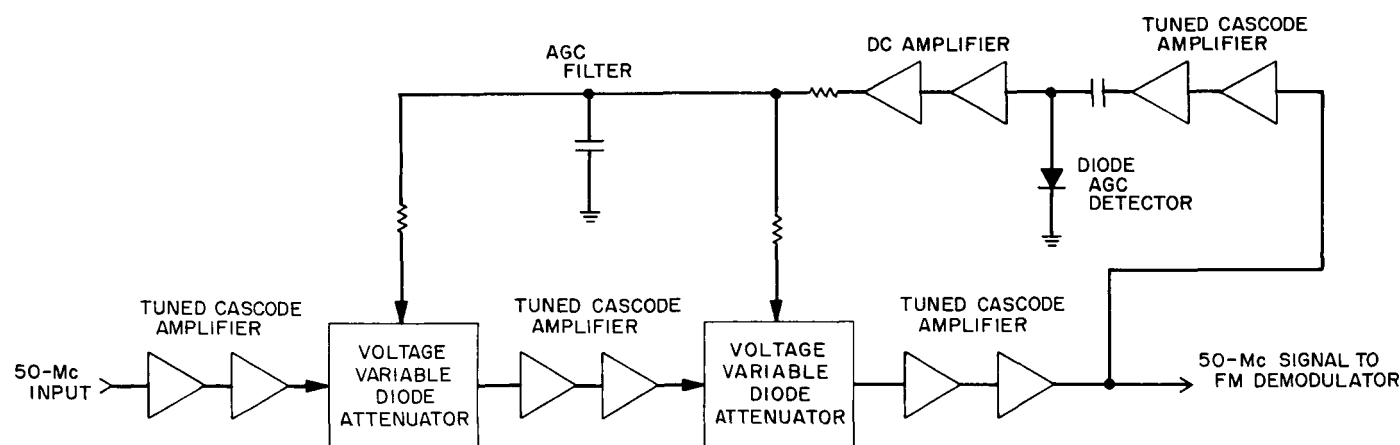 AGC
FILTER
DC AMPLIFIER
TUNED CASCODE
AMPLIFIER
DIODE
AGC
DETECTOR
TUNED CASCODE
AMPLIFIER
TUNED CASCODE
AMPLIFIER
TUNED CASCODE
AMPLIFIER
50-Mc
INPUT
VOLTAGE
VARIABLE
DIODE
ATTENUATOR
VOLTAGE
VARIABLE
DIODE
ATTENUATOR
50-Mc SIGNAL TO
FM DEMODULATOR